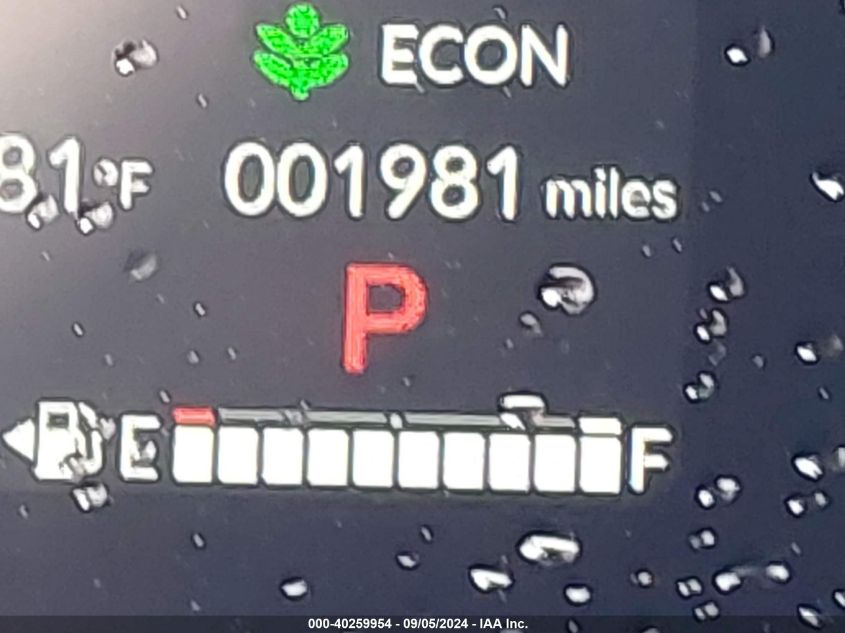 ECON
81°F 001981 miles
P
E F
000-40259954 - 09/05/2024 - IAA Inc.